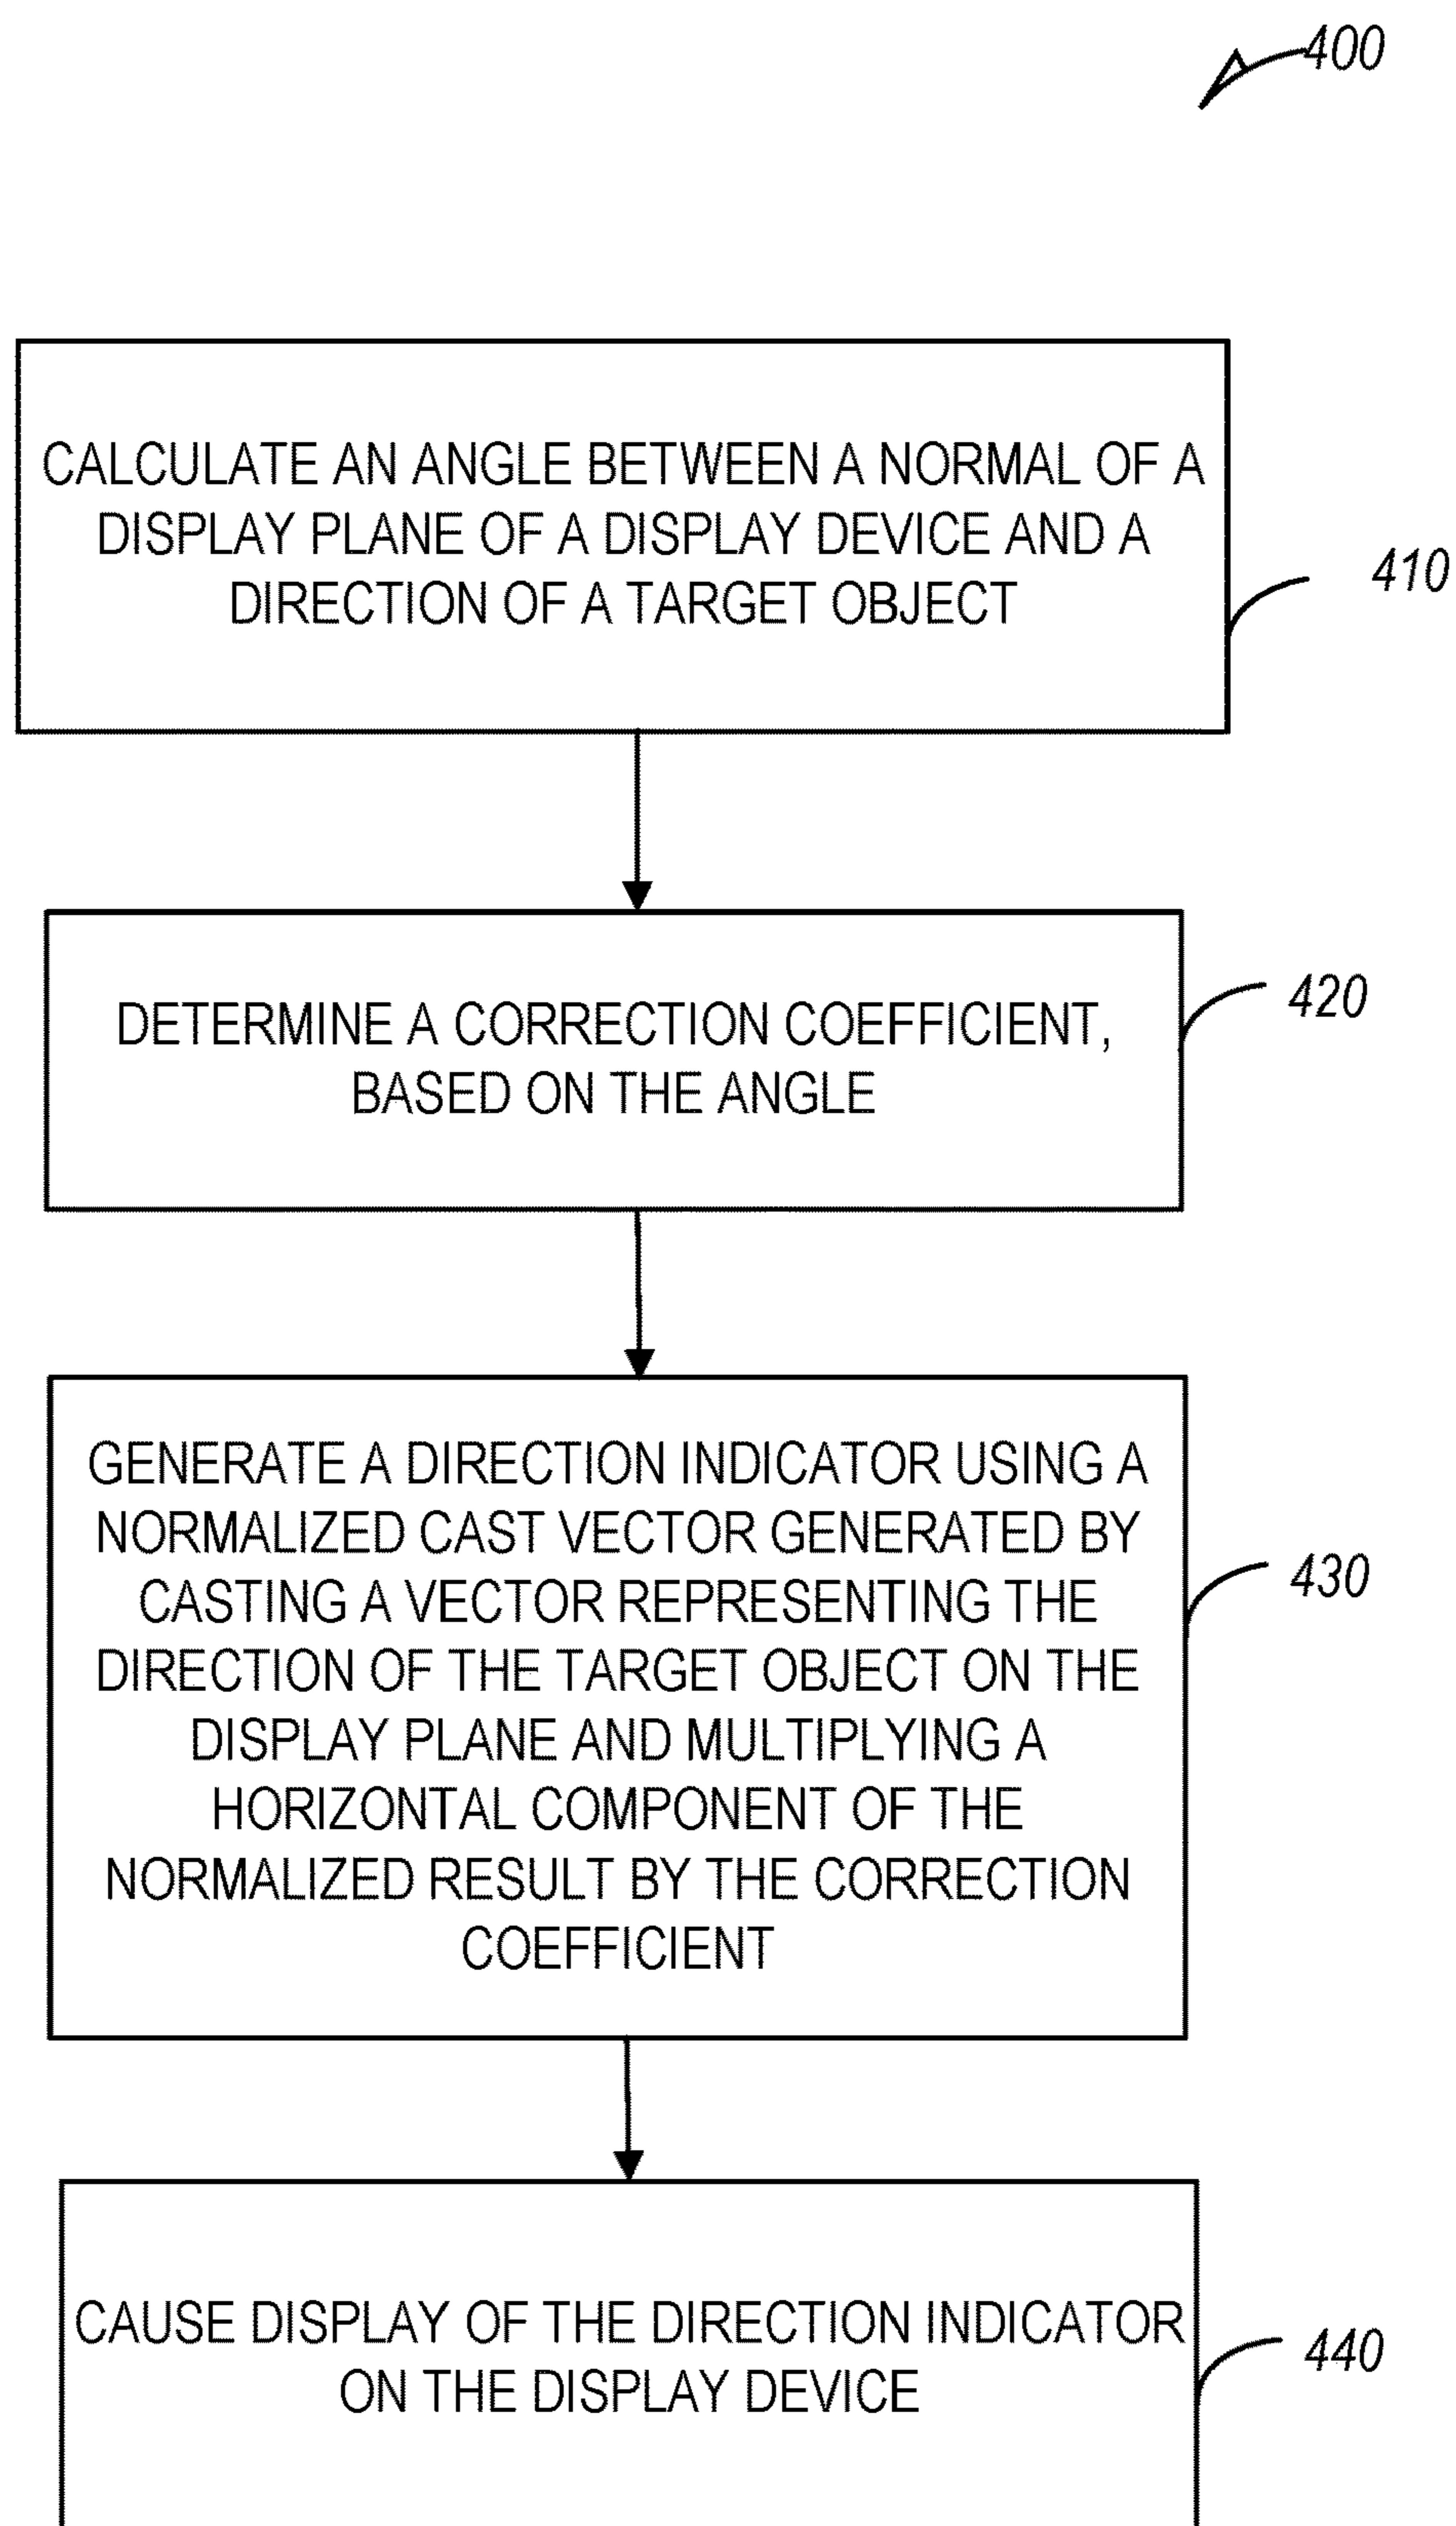 400
CALCULATE AN ANGLE BETWEEN A NORMAL OF A
DISPLAY PLANE OF A DISPLAY DEVICE AND A
DIRECTION OF A TARGET OBJECT
410
DETERMINE A CORRECTION COEFFICIENT,
BASED ON THE ANGLE
420
GENERATE A DIRECTION INDICATOR USING A
NORMALIZED CAST VECTOR GENERATED BY
CASTING A VECTOR REPRESENTING THE
DIRECTION OF THE TARGET OBJECT ON THE
DISPLAY PLANE AND MULTIPLYING A
HORIZONTAL COMPONENT OF THE
NORMALIZED RESULT BY THE CORRECTION
COEFFICIENT
430
CAUSE DISPLAY OF THE DIRECTION INDICATOR
ON THE DISPLAY DEVICE
440